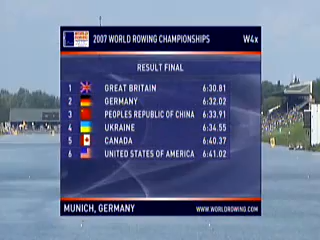 2007 WORLD ROWING CHAMPIONSHIPS W4x
RESULT FINAL
1 GREAT BRITAIN 6:30.81
2 GERMANY 6:32.02
3 PEOPLES REPUBLIC OF CHINA 6:33.91
4 UKRAINE 6:34.55
5 CANADA 6:40.37
6 UNITED STATES OF AMERICA 6:41.02
MUNICH, GERMANY WWW.WORLDROWING.COM